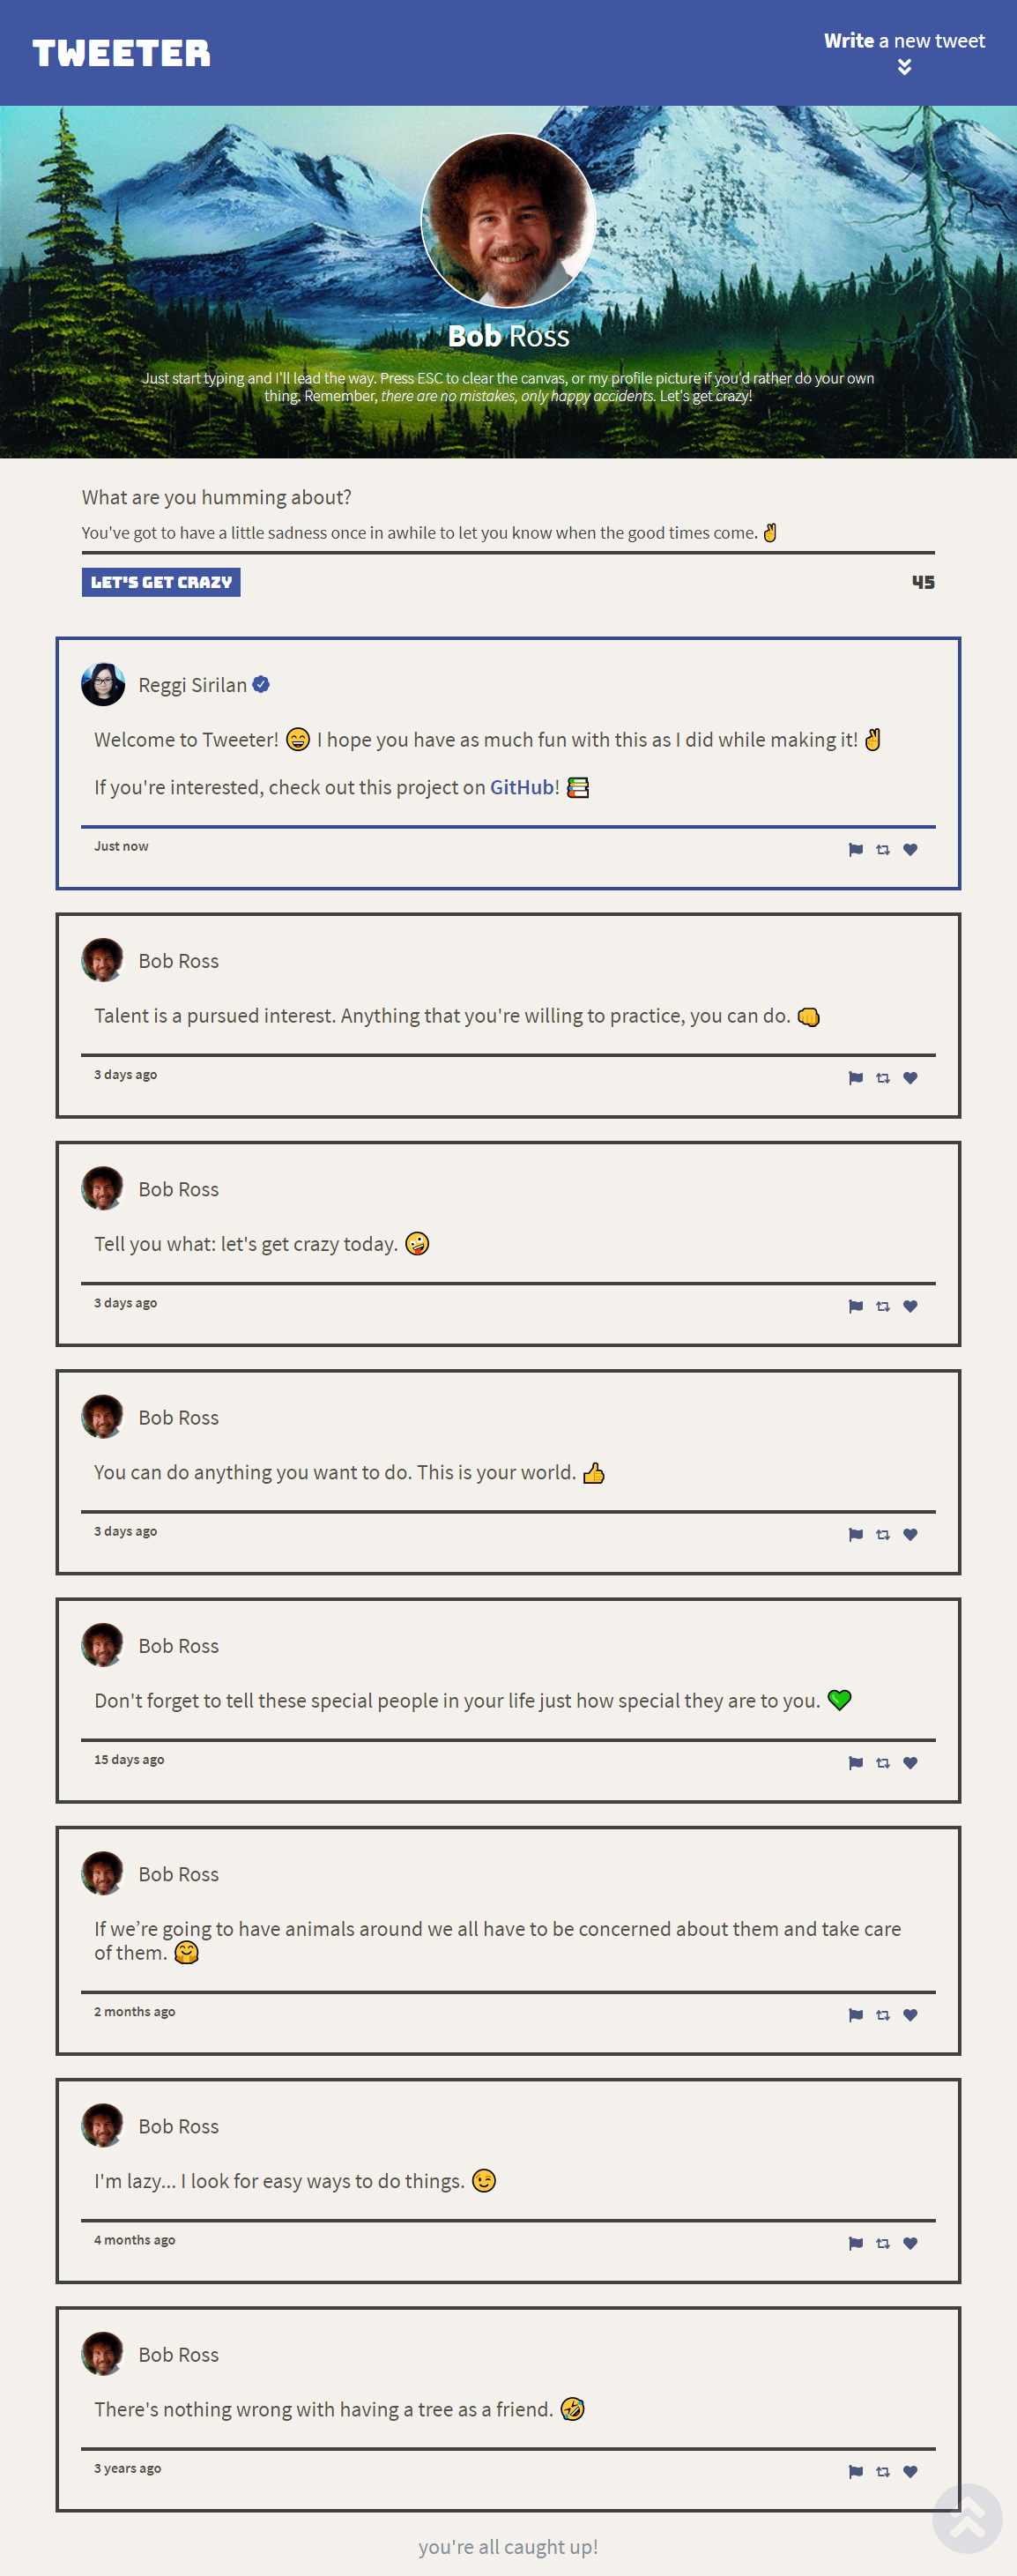 TWEETER
Write a new tweet
Bob Ross
Just start typing and I'll lead the way. Press ESC to clear the canvas, or my profile picture if you'd rather do your own
thing. Remember, there are no mistakes, only happy accidents. Let's get crazy!
What are you humming about?
You've got to have a little sadness once in awhile to let you know when the good times come. ✌
LET'S GET CRAZY
45
Reggi Sirilan
Welcome to Tweeter! 😄 I hope you have as much fun with this as I did while making it! ✌
If you're interested, check out this project on GitHub! 📚
Just now
Bob Ross
Talent is a pursued interest. Anything that you're willing to practice, you can do. 👊
3 days ago
Bob Ross
Tell you what: let's get crazy today. 🤪
3 days ago
Bob Ross
You can do anything you want to do. This is your world. 👍
3 days ago
Bob Ross
Don't forget to tell these special people in your life just how special they are to you. 💚
15 days ago
Bob Ross
If we’re going to have animals around we all have to be concerned about them and take care
of them. 🤗
2 months ago
Bob Ross
I'm lazy... I look for easy ways to do things. 😉
4 months ago
Bob Ross
There's nothing wrong with having a tree as a friend. 🤣
3 years ago
you're all caught up!